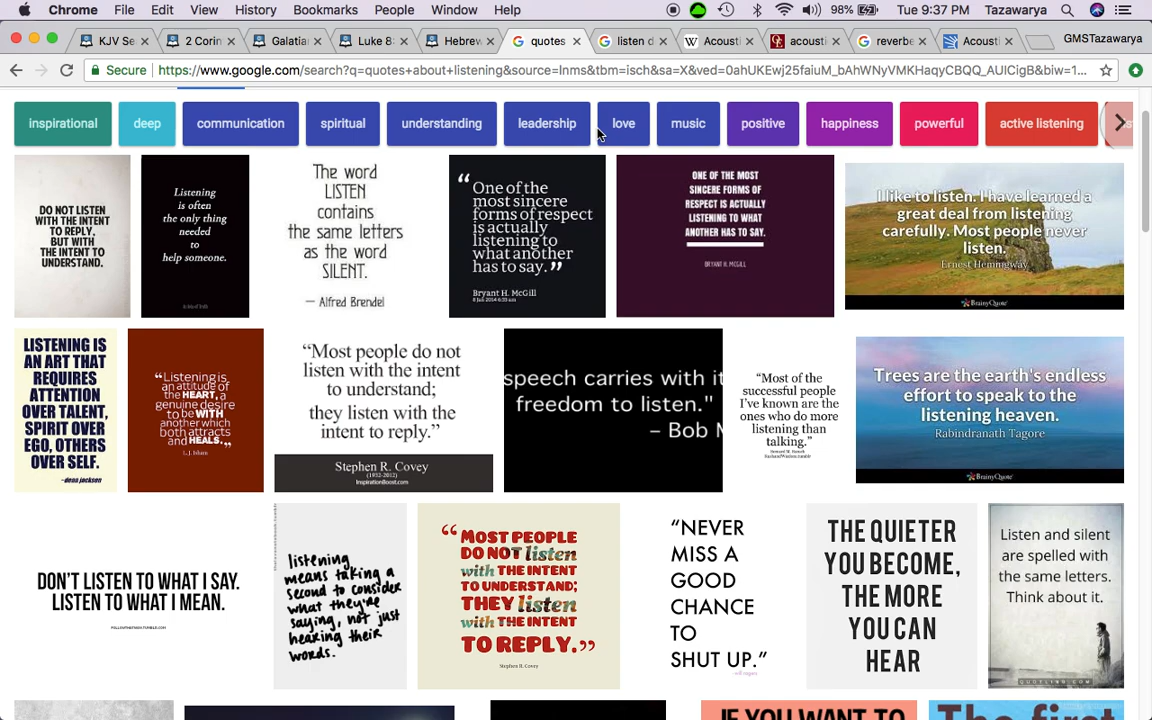 Chrome File Edit View History Bookmarks People Window Help 98% Tue 9:37 PM Tazawarya
KJV Se 2 Corin Galatia Luke 8: Hebrew quotes listen d Acousti acousti reverbe Acousti GMSTazawarya
Secure https://www.google.com/search?q=quotes+about+listening&source=lnms&tbm=isch&sa=X&ved=0ahUKEwj25faiuM_bAhWNyVMKHaqyCBQQ_AUICigB&biw=1...
inspirational deep communication spiritual understanding leadership love music positive happiness powerful active listening
DO NOT LISTEN
WITH THE INTENT
TO REPLY,
BUT WITH
THE INTENT TO
UNDERSTAND.
Listening
is often
the only thing
needed
to
help someone.
The word
LISTEN
contains
the same letters
as the word
SILENT.
— Alfred Brendel
“One of the
most sincere
forms of respect
is actually
listening to
what another
has to say.”
Bryant H. McGill
ONE OF THE MOST
SINCERE FORMS OF
RESPECT IS ACTUALLY
LISTENING TO WHAT
ANOTHER HAS TO SAY.
BRYANT H. MCGILL
I like to listen. I have learned a
great deal from listening
carefully. Most people never
listen.
Ernest Hemingway
BrainyQuote
LISTENING IS
AN ART THAT
REQUIRES
ATTENTION
OVER TALENT,
SPIRIT OVER
EGO, OTHERS
OVER SELF.
-dean jackson
“Listening is
an attitude of
the HEART, a
genuine desire
to be WITH
another which
both attracts
and HEALS.”
L. J. Isham
“Most people do not
listen with the intent
to understand;
they listen with the
intent to reply.”
Stephen R. Covey
(1932-2012)
InspirationBoost.com
speech carries with it
freedom to listen."
– Bob M
“Most of the
successful people
I’ve known are the
ones who do more
listening than
talking.”
Trees are the earth's endless
effort to speak to the
listening heaven.
Rabindranath Tagore
BrainyQuote
DON'T LISTEN TO WHAT I SAY.
LISTEN TO WHAT I MEAN.
listening
means taking a
second to consider
what they're
saying, not just
hearing their
words.
“MOST PEOPLE
DO NOT listen
with THE INTENT
TO UNDERSTAND;
THEY listen
with THE INTENT
TO REPLY.”
Stephen R. Covey
“NEVER
MISS A
GOOD
CHANCE
TO
SHUT UP.”
THE QUIETER
YOU BECOME,
THE MORE
YOU CAN
HEAR
Listen and silent
are spelled with
the same letters.
Think about it.
IF YOU WANT TO
The first